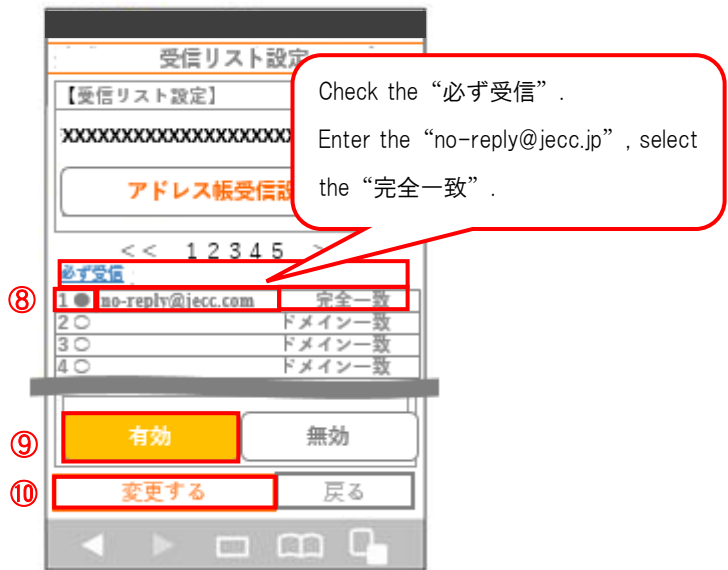 受信リスト設定
【受信リスト設定】
Check the “必ず受信”.
Enter the “no-reply@jecc.jp”, select
the “完全一致”.
XXXXXXXXXXXXXXXXXXXX
アドレス帳受信設
<< 1 2 3 4 5 >
必ず受信
⑧
1 ● no-reply@jecc.com 完全一致
2 ○ ドメイン一致
3 ○ ドメイン一致
4 ○ ドメイン一致
⑨ 有効 無効
⑩ 変更する 戻る